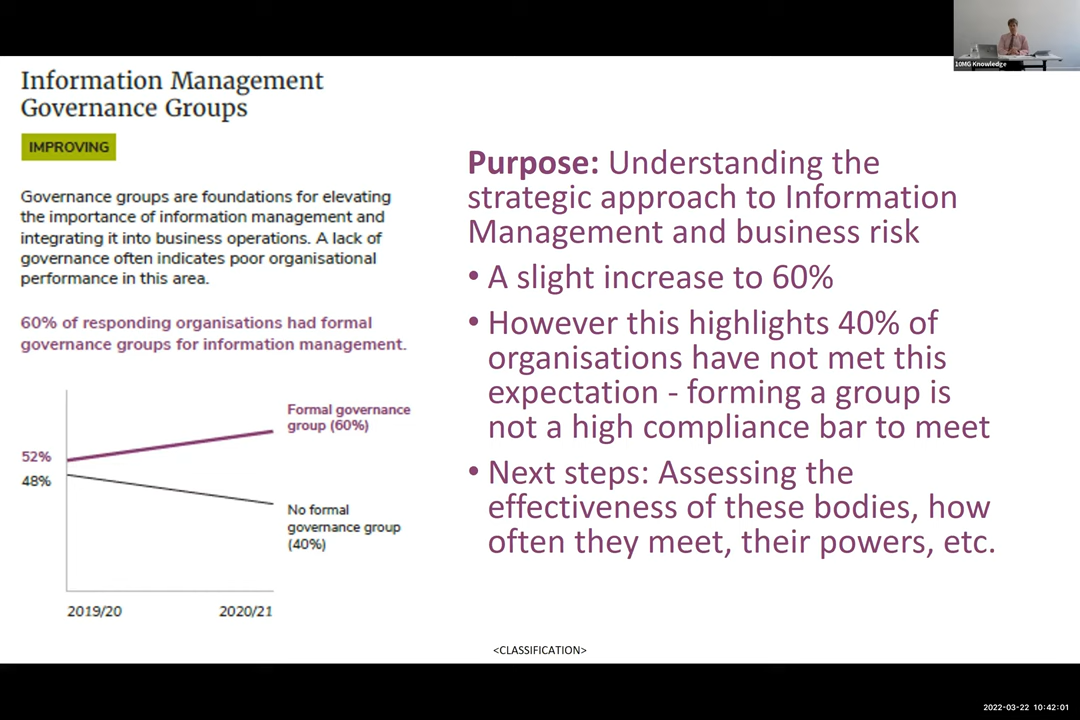 10MG Knowledge
Information Management
Governance Groups
IMPROVING
Governance groups are foundations for elevating
the importance of information management and
integrating it into business operations. A lack of
governance often indicates poor organisational
performance in this area.
60% of responding organisations had formal
governance groups for information management.
Formal governance
group (60%)
52%
48%
No formal
governance group
(40%)
2019/20 2020/21
Purpose: Understanding the
strategic approach to Information
Management and business risk
• A slight increase to 60%
• However this highlights 40% of
organisations have not met this
expectation - forming a group is
not a high compliance bar to meet
• Next steps: Assessing the
effectiveness of these bodies, how
often they meet, their powers, etc.
<CLASSIFICATION>
2022-03-22 10:42:01